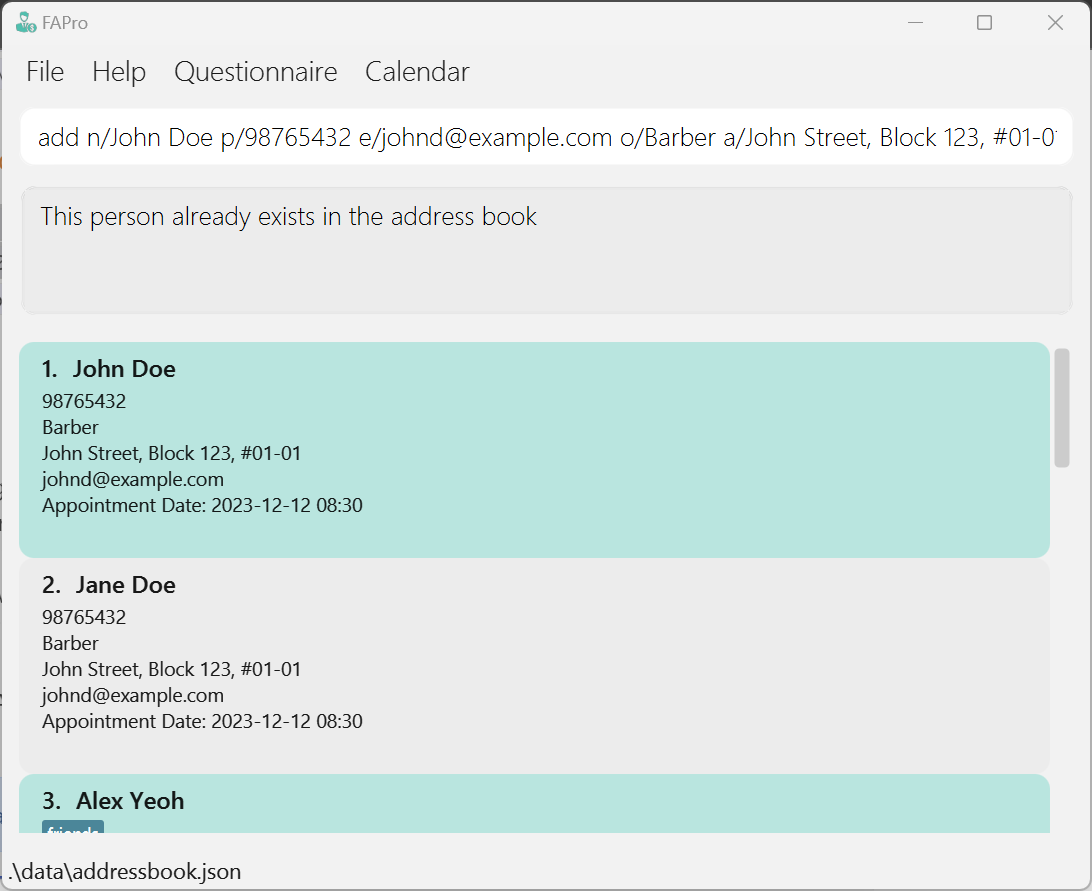 FAPro
File Help Questionnaire Calendar
add n/John Doe p/98765432 e/johnd@example.com o/Barber a/John Street, Block 123, #01-0
This person already exists in the address book
1. John Doe
98765432
Barber
John Street, Block 123, #01-01
johnd@example.com
Appointment Date: 2023-12-12 08:30
2. Jane Doe
98765432
Barber
John Street, Block 123, #01-01
johnd@example.com
Appointment Date: 2023-12-12 08:30
3. Alex Yeoh
friends
.\data\addressbook.json